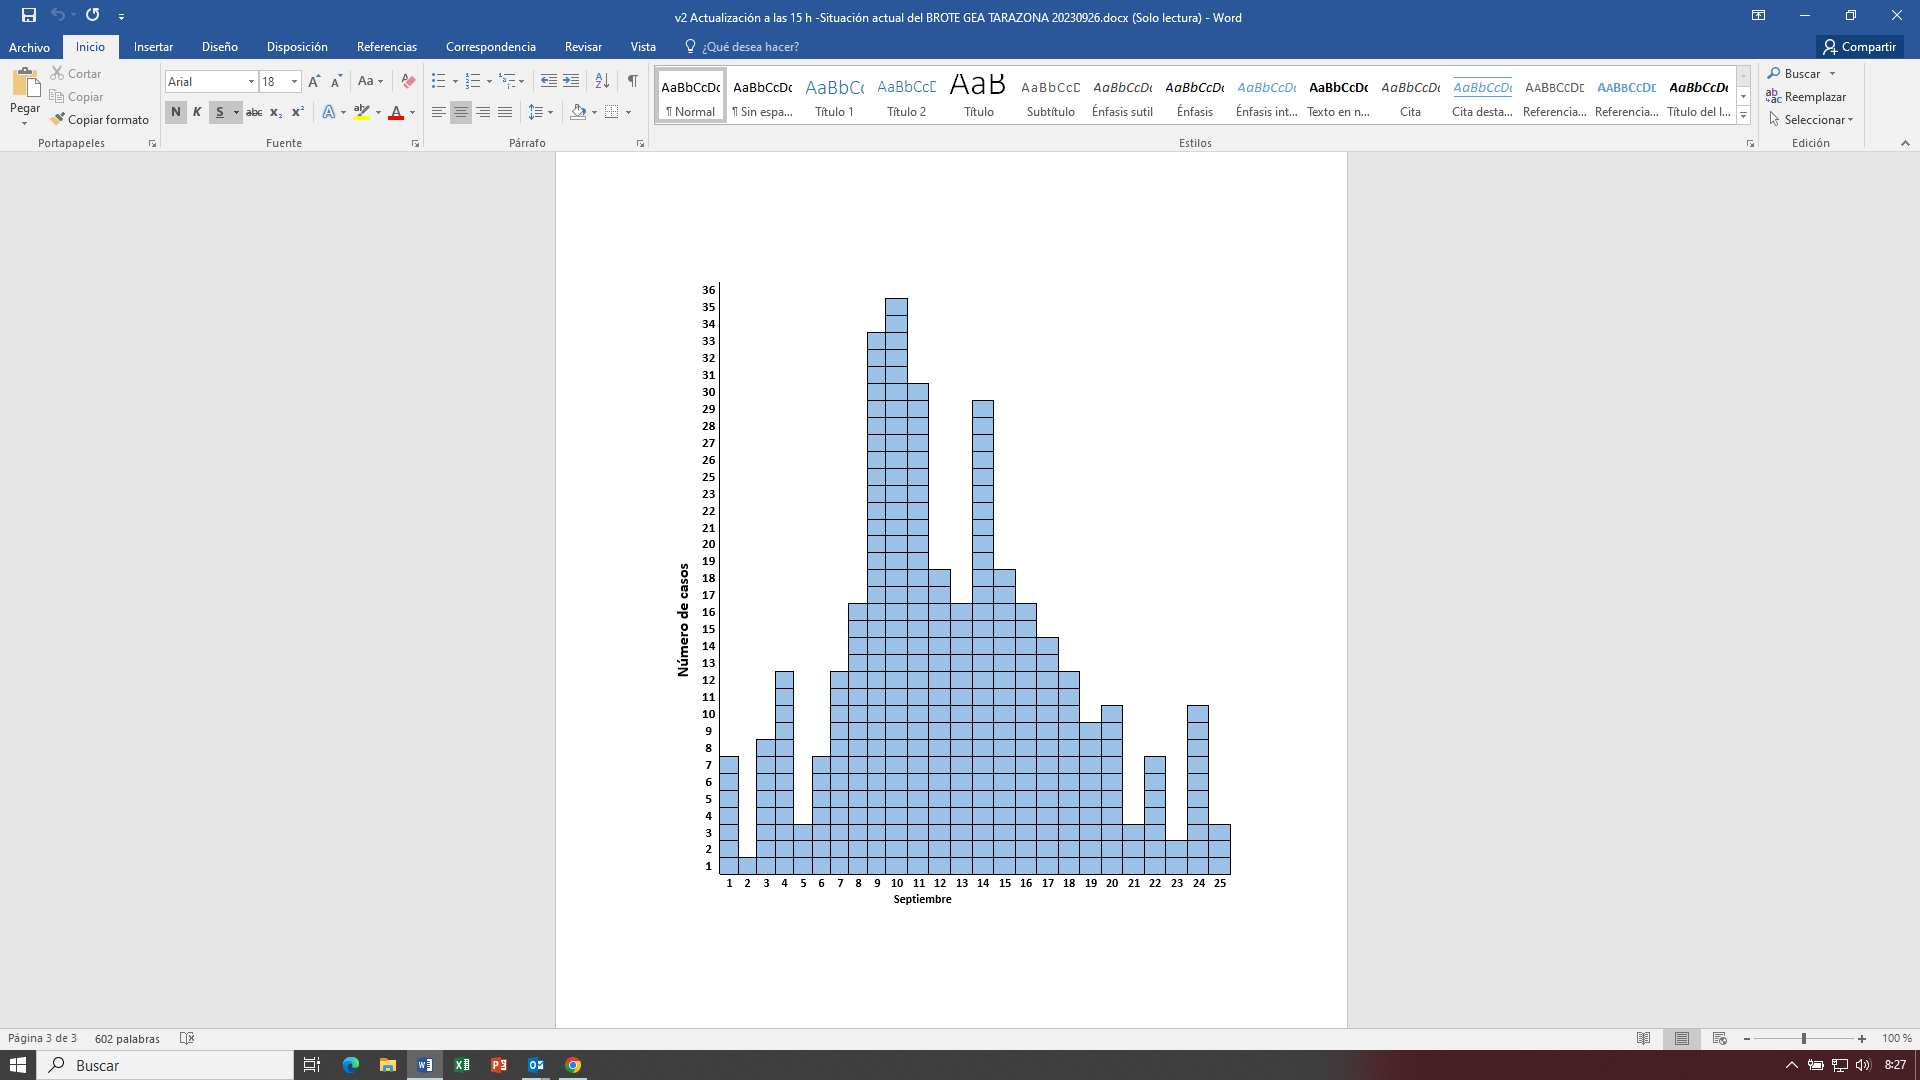 v2 Actualización a las 15 h -Situación actual del BROTE GEA TARAZONA 20230926.docx (Solo lectura) - Word
Archivo Inicio Insertar Diseño Disposición Referencias Correspondencia Revisar Vista ¿Qué desea hacer? Compartir
Pegar
Cortar
Copiar
Copiar formato
Portapapeles
Arial 18 A A Aa
N K S abc x₂ x² A ab A
Fuente
Párrafo
AaBbCcDc AaBbCcDc AaBbCc AaBbCcD AaB AaBbCcD AaBbCcDc AaBbCcDc AaBbCcDc AaBbCcDc AaBbCcDc AaBbCcDc AABBCCDD AABBCCDD AaBbCcDc
¶ Normal ¶ Sin espa... Título 1 Título 2 Título Subtítulo Énfasis sutil Énfasis Énfasis int... Texto en n... Cita Cita desta... Referencia... Referencia... Título del l...
Estilos
Buscar
Reemplazar
Seleccionar
Edición
Número de casos
36
35
34
33
32
31
30
29
28
27
26
25
23
22
21
20
19
18
17
16
15
14
13
12
11
10
9
8
7
6
5
4
3
2
1
1 2 3 4 5 6 7 8 9 10 11 12 13 14 15 16 17 18 19 20 21 22 23 24 25
Septiembre
Página 3 de 3 602 palabras 100 %
Buscar 8:27